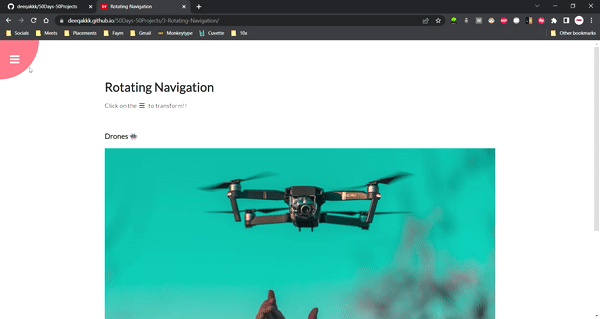 deeqakkk/50Days-50Projects
Rotating Navigation
deeqakkk.github.io/50Days-50Projects/3-Rotating-Navigation/
Socials
Meets
Placements
Faym
Gmail
Monkeytype
Cuvette
10x
Other bookmarks
Rotating Navigation
Click on the to transform!!
Drones